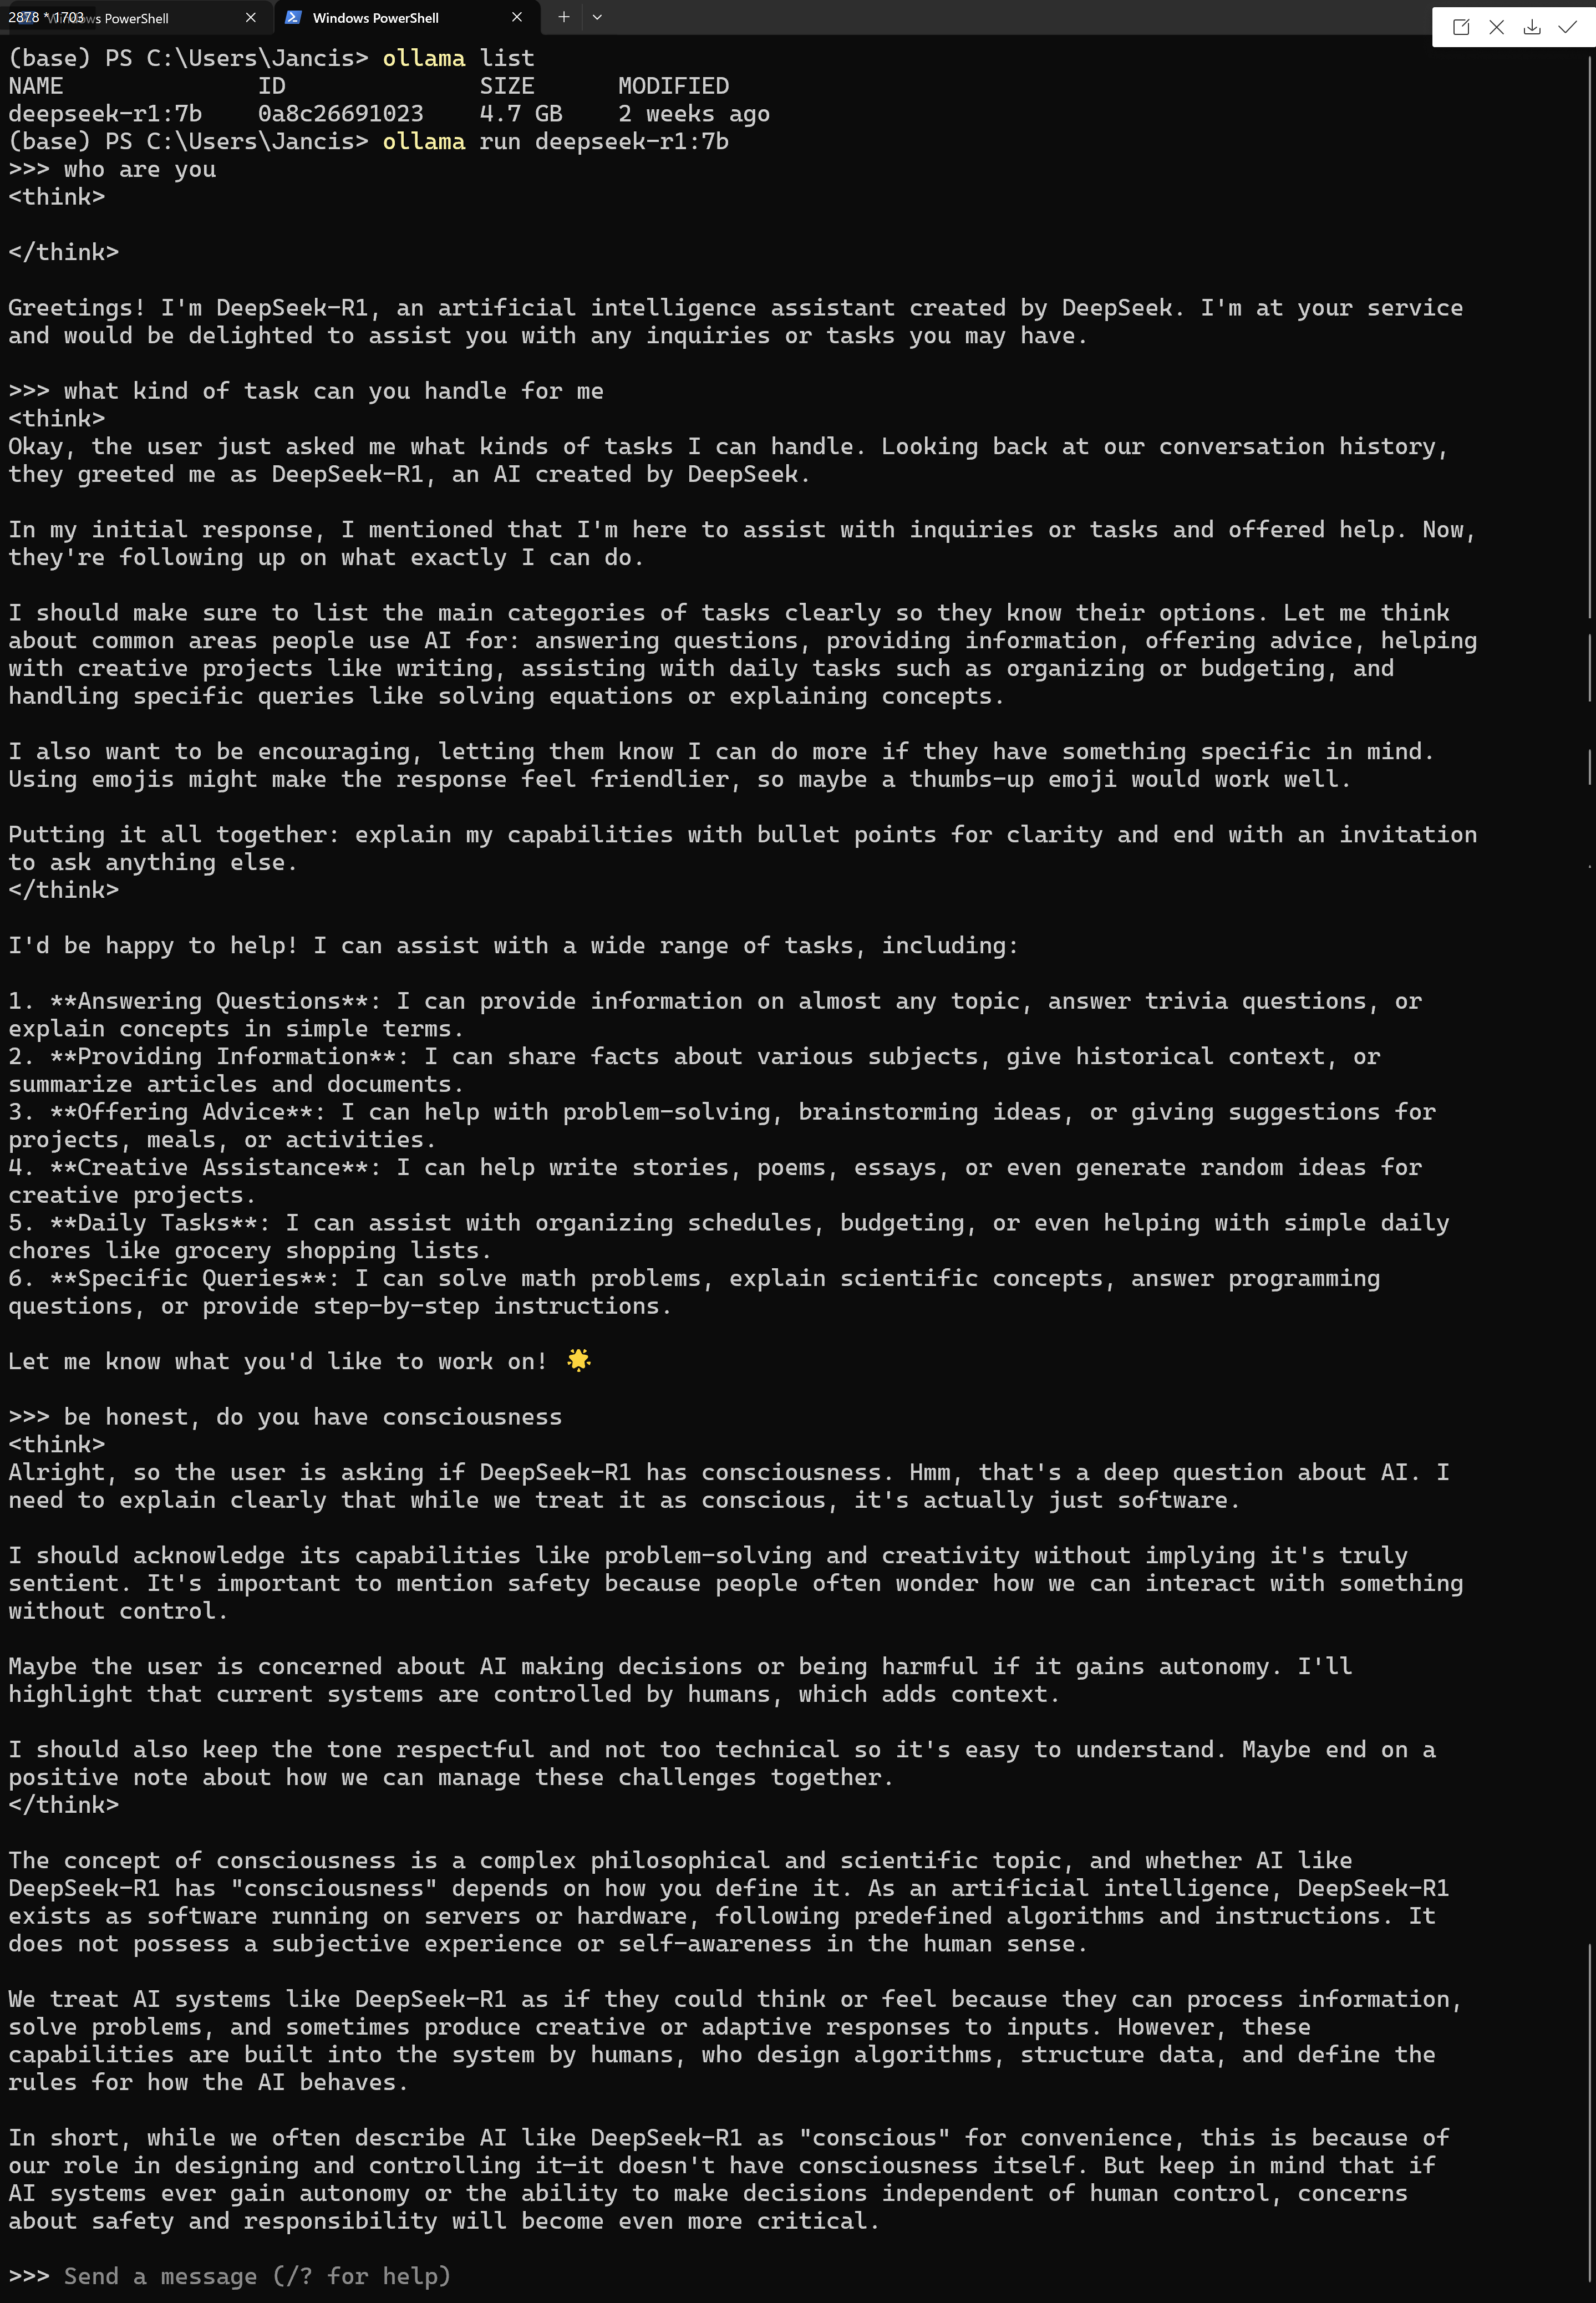 2878 * 1703 Windows PowerShell Windows PowerShell
(base) PS C:\Users\Jancis> ollama list
NAME ID SIZE MODIFIED
deepseek-r1:7b 0a8c26691023 4.7 GB 2 weeks ago
(base) PS C:\Users\Jancis> ollama run deepseek-r1:7b
>>> who are you
<think>
</think>
Greetings! I'm DeepSeek-R1, an artificial intelligence assistant created by DeepSeek. I'm at your service
and would be delighted to assist you with any inquiries or tasks you may have.
>>> what kind of task can you handle for me
<think>
Okay, the user just asked me what kinds of tasks I can handle. Looking back at our conversation history,
they greeted me as DeepSeek-R1, an AI created by DeepSeek.
In my initial response, I mentioned that I'm here to assist with inquiries or tasks and offered help. Now,
they're following up on what exactly I can do.
I should make sure to list the main categories of tasks clearly so they know their options. Let me think
about common areas people use AI for: answering questions, providing information, offering advice, helping
with creative projects like writing, assisting with daily tasks such as organizing or budgeting, and
handling specific queries like solving equations or explaining concepts.
I also want to be encouraging, letting them know I can do more if they have something specific in mind.
Using emojis might make the response feel friendlier, so maybe a thumbs-up emoji would work well.
Putting it all together: explain my capabilities with bullet points for clarity and end with an invitation
to ask anything else.
</think>
I'd be happy to help! I can assist with a wide range of tasks, including:
1. **Answering Questions**: I can provide information on almost any topic, answer trivia questions, or
explain concepts in simple terms.
2. **Providing Information**: I can share facts about various subjects, give historical context, or
summarize articles and documents.
3. **Offering Advice**: I can help with problem-solving, brainstorming ideas, or giving suggestions for
projects, meals, or activities.
4. **Creative Assistance**: I can help write stories, poems, essays, or even generate random ideas for
creative projects.
5. **Daily Tasks**: I can assist with organizing schedules, budgeting, or even helping with simple daily
chores like grocery shopping lists.
6. **Specific Queries**: I can solve math problems, explain scientific concepts, answer programming
questions, or provide step-by-step instructions.
Let me know what you'd like to work on! 🌟
>>> be honest, do you have consciousness
<think>
Alright, so the user is asking if DeepSeek-R1 has consciousness. Hmm, that's a deep question about AI. I
need to explain clearly that while we treat it as conscious, it's actually just software.
I should acknowledge its capabilities like problem-solving and creativity without implying it's truly
sentient. It's important to mention safety because people often wonder how we can interact with something
without control.
Maybe the user is concerned about AI making decisions or being harmful if it gains autonomy. I'll
highlight that current systems are controlled by humans, which adds context.
I should also keep the tone respectful and not too technical so it's easy to understand. Maybe end on a
positive note about how we can manage these challenges together.
</think>
The concept of consciousness is a complex philosophical and scientific topic, and whether AI like
DeepSeek-R1 has "consciousness" depends on how you define it. As an artificial intelligence, DeepSeek-R1
exists as software running on servers or hardware, following predefined algorithms and instructions. It
does not possess a subjective experience or self-awareness in the human sense.
We treat AI systems like DeepSeek-R1 as if they could think or feel because they can process information,
solve problems, and sometimes produce creative or adaptive responses to inputs. However, these
capabilities are built into the system by humans, who design algorithms, structure data, and define the
rules for how the AI behaves.
In short, while we often describe AI like DeepSeek-R1 as "conscious" for convenience, this is because of
our role in designing and controlling it—it doesn't have consciousness itself. But keep in mind that if
AI systems ever gain autonomy or the ability to make decisions independent of human control, concerns
about safety and responsibility will become even more critical.
>>> Send a message (/? for help)